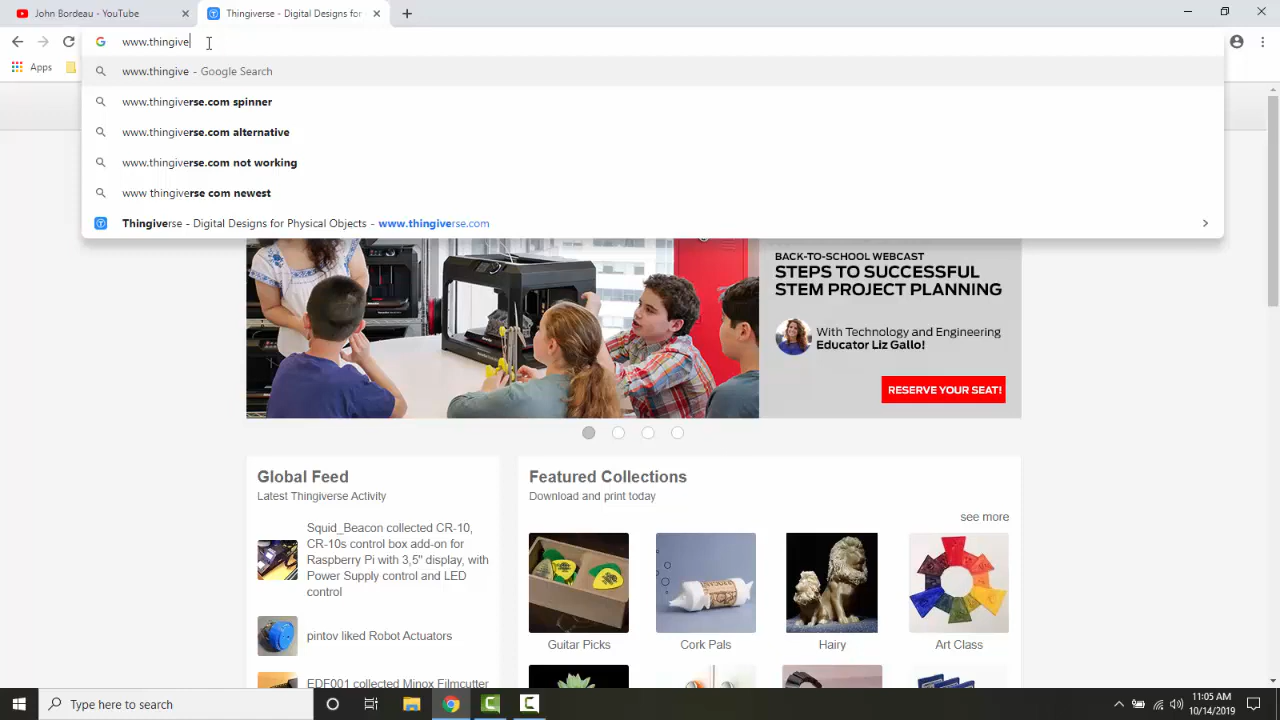 John Bordeau - YouTube
Thingiverse - Digital Designs for
www.thingive
Apps
www.thingive - Google Search
www.thingiverse.com spinner
www.thingiverse.com alternative
www.thingiverse.com not working
www thingiverse com newest
Thingiverse - Digital Designs for Physical Objects - www.thingiverse.com
BACK-TO-SCHOOL WEBCAST
STEPS TO SUCCESSFUL
STEM PROJECT PLANNING
With Technology and Engineering
Educator Liz Gallo!
RESERVE YOUR SEAT!
Global Feed
Latest Thingiverse Activity
Squid_Beacon collected CR-10,
CR-10s control box add-on for
Raspberry Pi with 3,5" display, with
Power Supply control and LED
control
pintov liked Robot Actuators
EDF001 collected Minox Filmcutter
Featured Collections
Download and print today
see more
Guitar Picks
Cork Pals
Hairy
Art Class
Type here to search
11:05 AM
10/14/2019